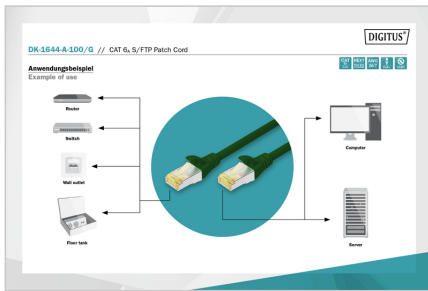 DIGITUS®
DK-1644-A-100/G // CAT 6A S/FTP Patch Cord
Anwendungsbeispiel
Example of use
Router
Switch
Wall outlet
Floor tank
Computer
Server